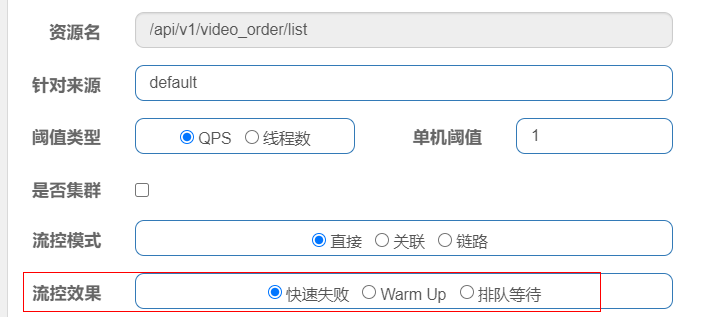 资源名 /api/v1/video_order/list
针对来源 default
阈值类型 QPS 线程数 单机阈值 1
是否集群
流控模式 直接 关联 链路
流控效果 快速失败 Warm Up 排队等待